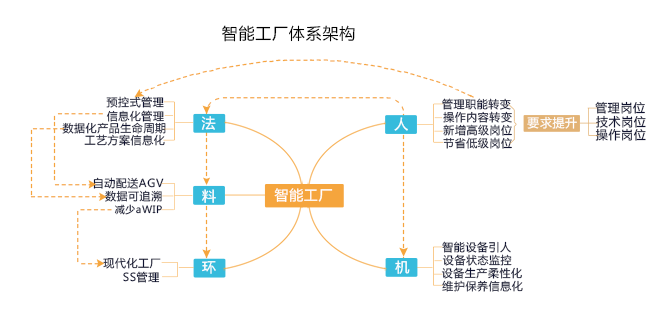 智能工厂体系架构
预控式管理
信息化管理
数据化产品生命周期
工艺方案信息化
法
自动配送AGV
数据可追溯
减少aWIP
料
现代化工厂
SS管理
环
智能工厂
人
管理职能转变
操作内容转变
新增高级岗位
节省低级岗位
要求提升
管理岗位
技术岗位
操作岗位
机
智能设备引人
设备状态监控
设备生产柔性化
维护保养信息化